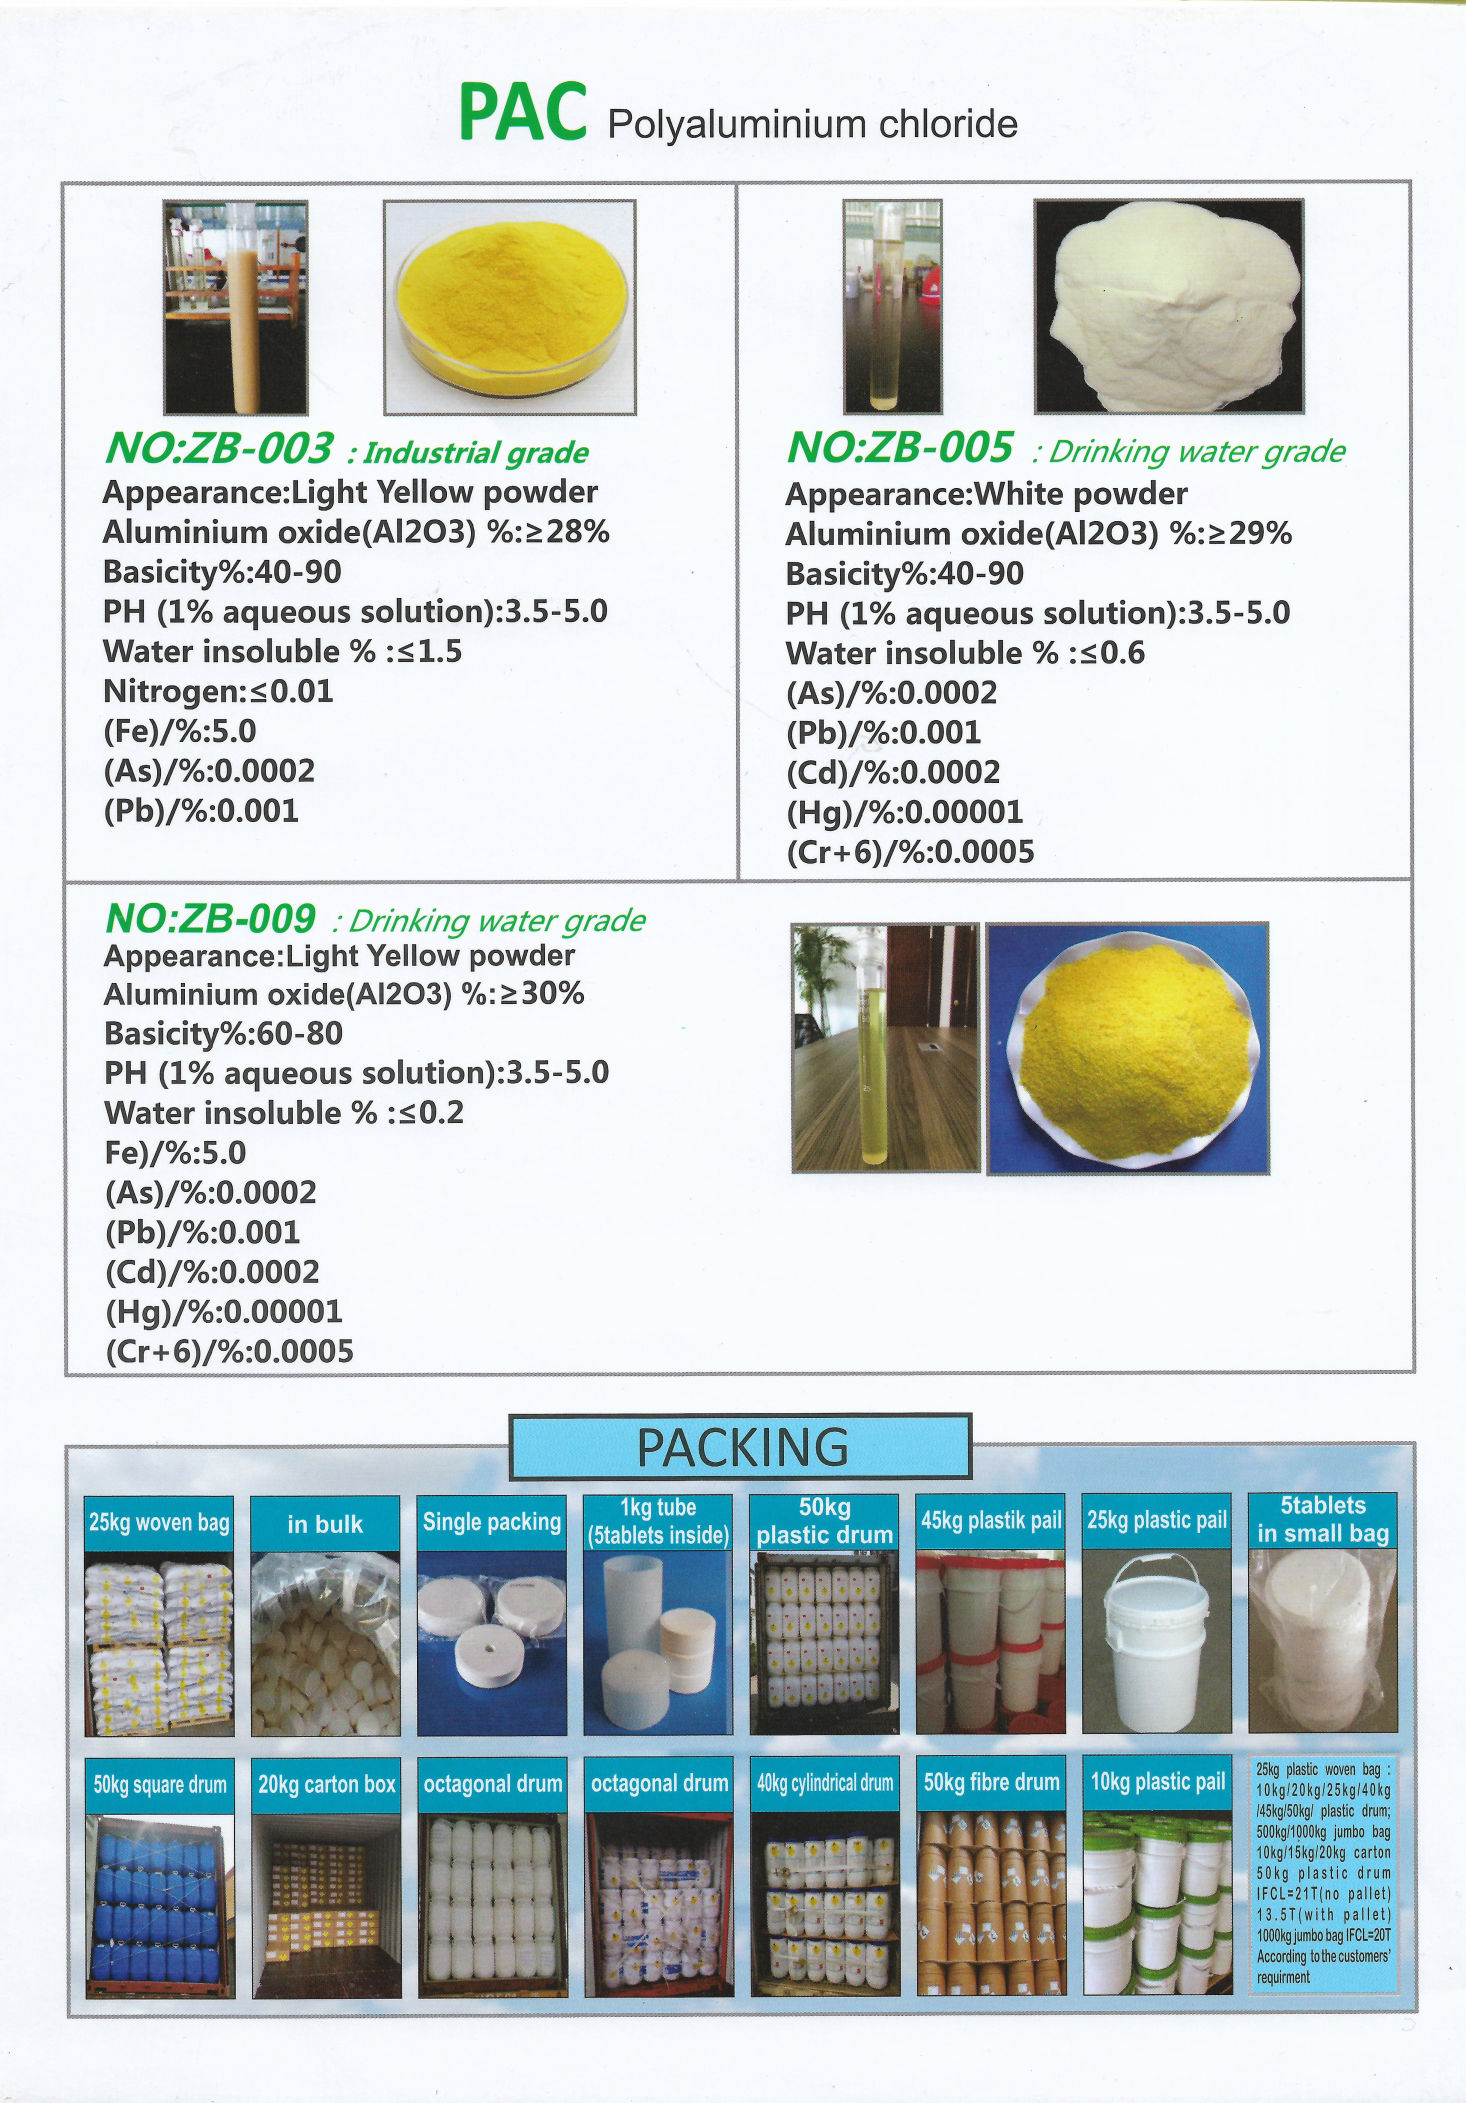 PAC Polyaluminium chloride
NO:ZB-003 : Industrial grade
Appearance:Light Yellow powder
Aluminium oxide(Al2O3) %:≥28%
Basicity%:40-90
PH (1% aqueous solution):3.5-5.0
Water insoluble % :≤1.5
Nitrogen:≤0.01
(Fe)/%:5.0
(As)/%:0.0002
(Pb)/%:0.001
NO:ZB-005 : Drinking water grade
Appearance:White powder
Aluminium oxide(Al2O3) %:≥29%
Basicity%:40-90
PH (1% aqueous solution):3.5-5.0
Water insoluble % :≤0.6
(As)/%:0.0002
(Pb)/%:0.001
(Cd)/%:0.0002
(Hg)/%:0.00001
(Cr+6)/%:0.0005
NO:ZB-009 : Drinking water grade
Appearance:Light Yellow powder
Aluminium oxide(Al2O3) %:≥30%
Basicity%:60-80
PH (1% aqueous solution):3.5-5.0
Water insoluble % :≤0.2
Fe)/%:5.0
(As)/%:0.0002
(Pb)/%:0.001
(Cd)/%:0.0002
(Hg)/%:0.00001
(Cr+6)/%:0.0005
PACKING
25kg woven bag
in bulk
Single packing
1kg tube
(5tablets inside)
50kg
plastic drum
45kg plastik pail
25kg plastic pail
5tablets
in small bag
50kg square drum
20kg carton box
octagonal drum
octagonal drum
40kg cylindrical drum
50kg fibre drum
10kg plastic pail
25kg plastic woven bag :
10kg/20kg/25kg/40kg
/45kg/50kg/ plastic drum;
500kg/1000kg jumbo bag
10kg/15kg/20kg carton
50kg plastic drum
IFCL=21T(no pallet)
13.5T(with pallet)
1000kg jumbo bag IFCL=20T
According to the customers'
requirment